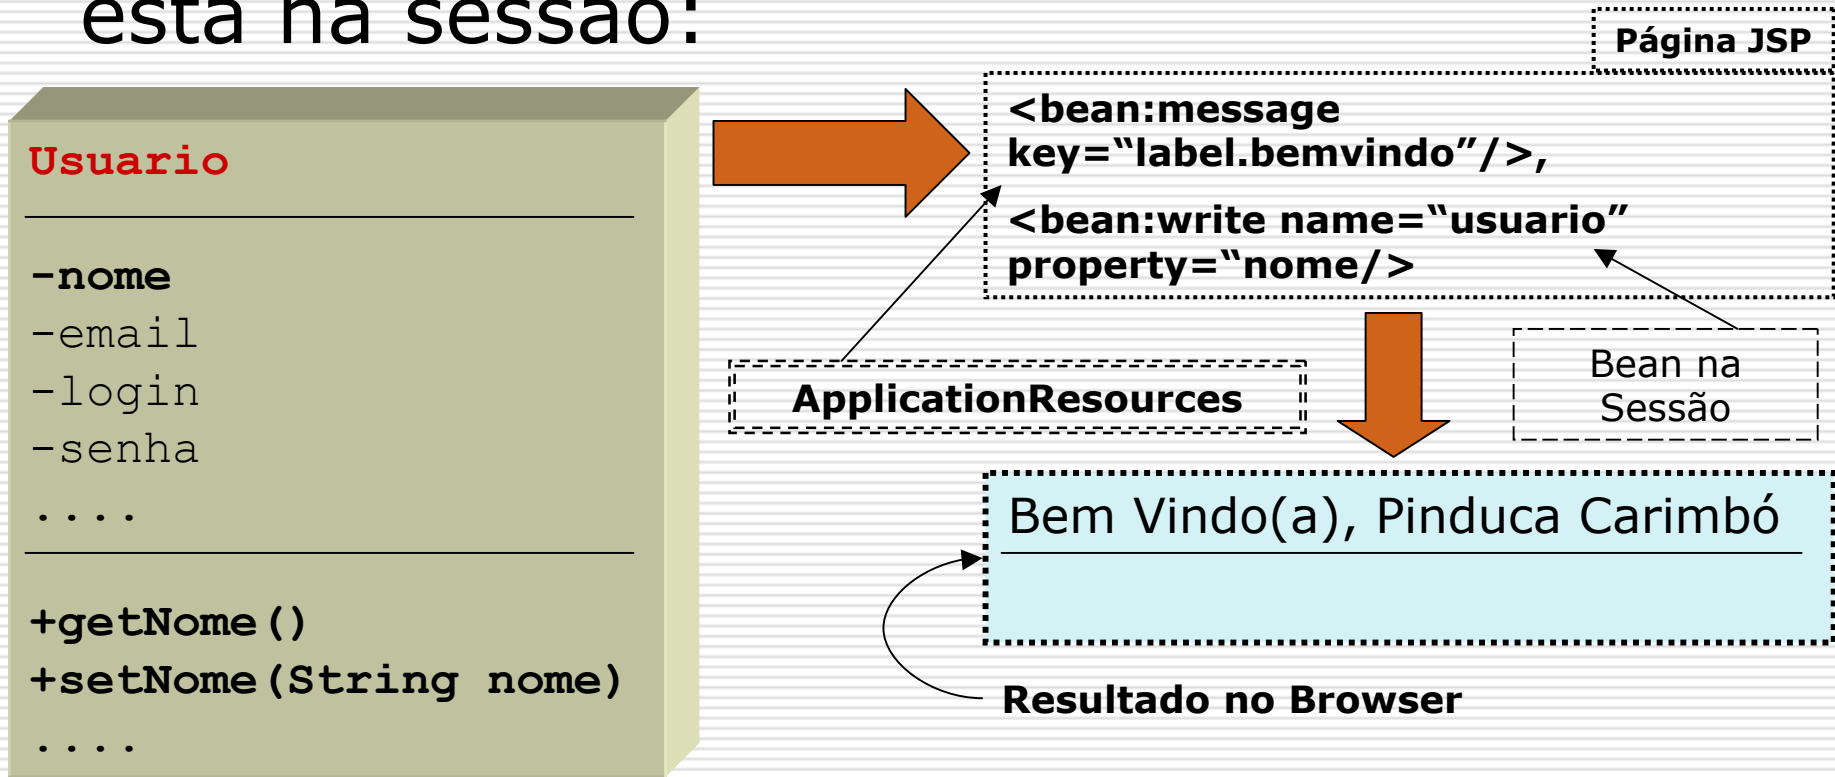 está na sessão:
Usuario
-nome
-email
-login
-senha
....
+getNome()
+setNome(String nome)
....
Página JSP
<bean:message
key=“label.bemvindo”/>,
<bean:write name=“usuario”
property=“nome/>
ApplicationResources
Bean na
Sessão
Bem Vindo(a), Pinduca Carimbó
Resultado no Browser